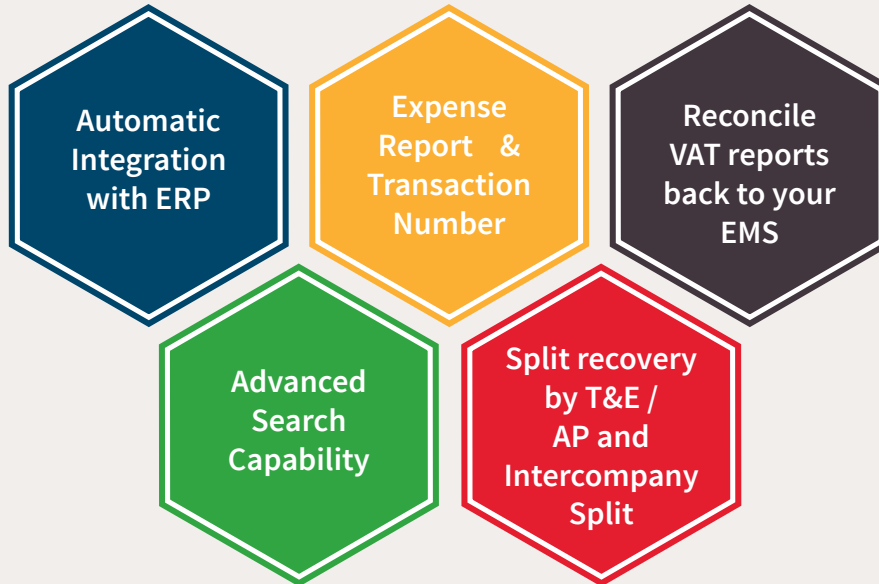 Automatic
Integration
with ERP
Expense
Report & 
Transaction
Number
Reconcile
VAT reports
back to your
EMS
Advanced
Search
Capability
Split recovery
by T&E /
AP and
Intercompany
Split